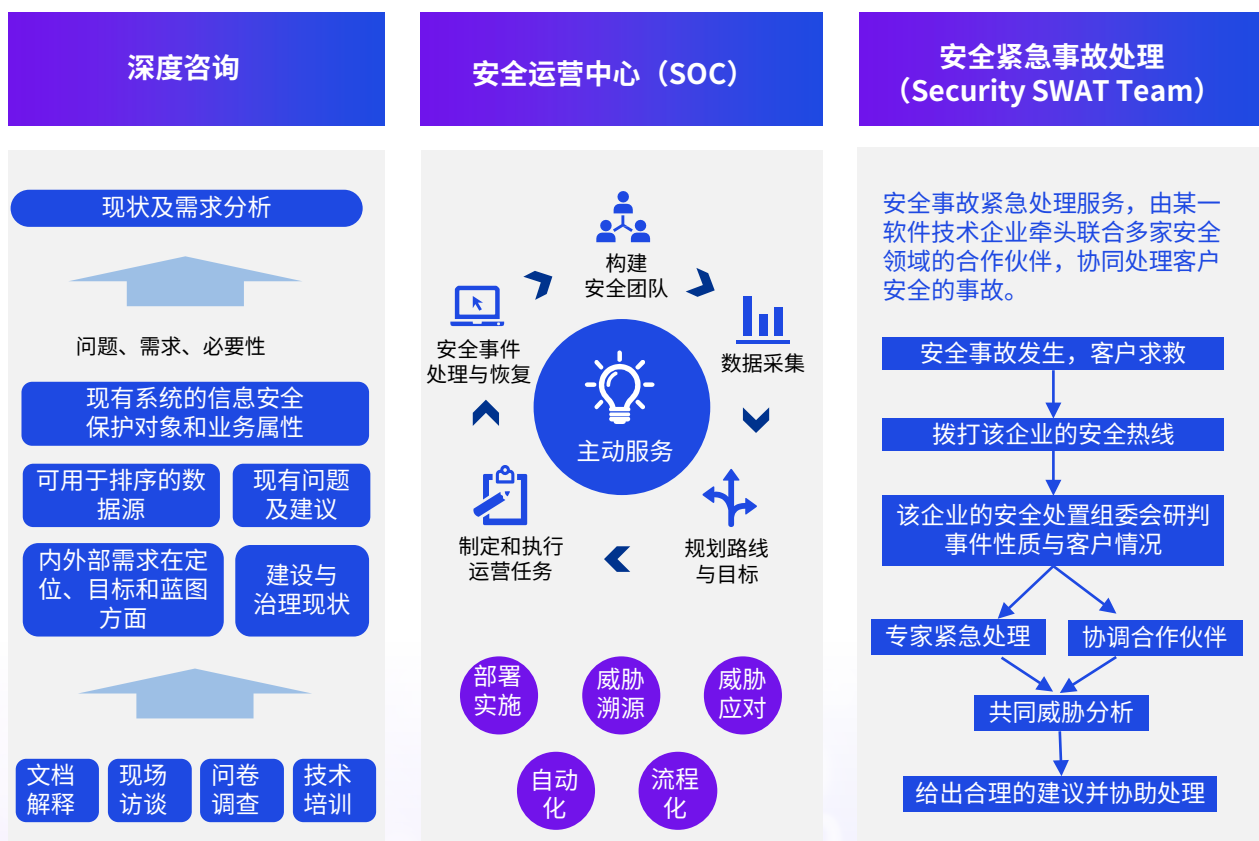 深度咨询
现状及需求分析
问题、需求、必要性
现有系统的信息安全
保护对象和业务属性
可用于排序的数
据源
现有问题
及建议
内外部需求在定
位、目标和蓝图
方面
建设与
治理现状
文档
解释
现场
访谈
问卷
调查
技术
培训
安全运营中心（SOC）
构建
安全团队
数据采集
规划路线
与目标
制定和执行
运营任务
安全事件
处理与恢复
主动服务
部署
实施
威胁
溯源
威胁
应对
自动
化
流程
化
安全紧急事故处理
（Security SWAT Team）
安全事故紧急处理服务，由某一
软件技术企业牵头联合多家安全
领域的合作伙伴，协同处理客户
安全的事故。
安全事故发生，客户求救
拨打该企业的安全热线
该企业的安全处置组委会研判
事件性质与客户情况
专家紧急处理
协调合作伙伴
共同威胁分析
给出合理的建议并协助处理